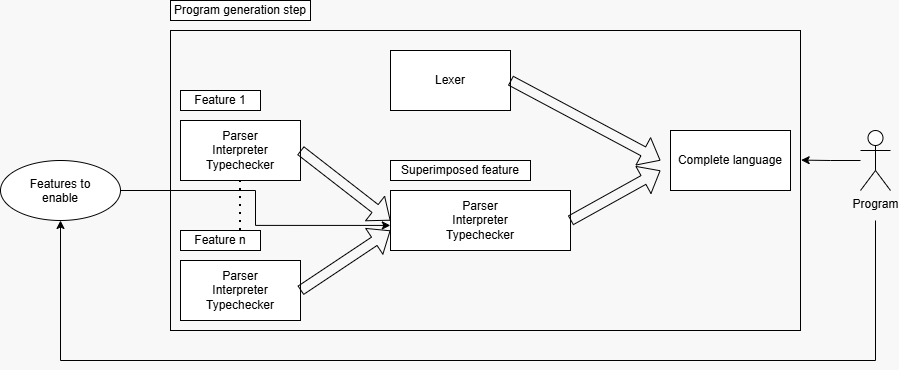 Program generation step
Lexer
Feature 1
Parser
Interpreter
Typechecker
Complete language
Superimposed feature
Features to
enable
Parser
Interpreter
Typechecker
Program
Feature n
Parser
Interpreter
Typechecker